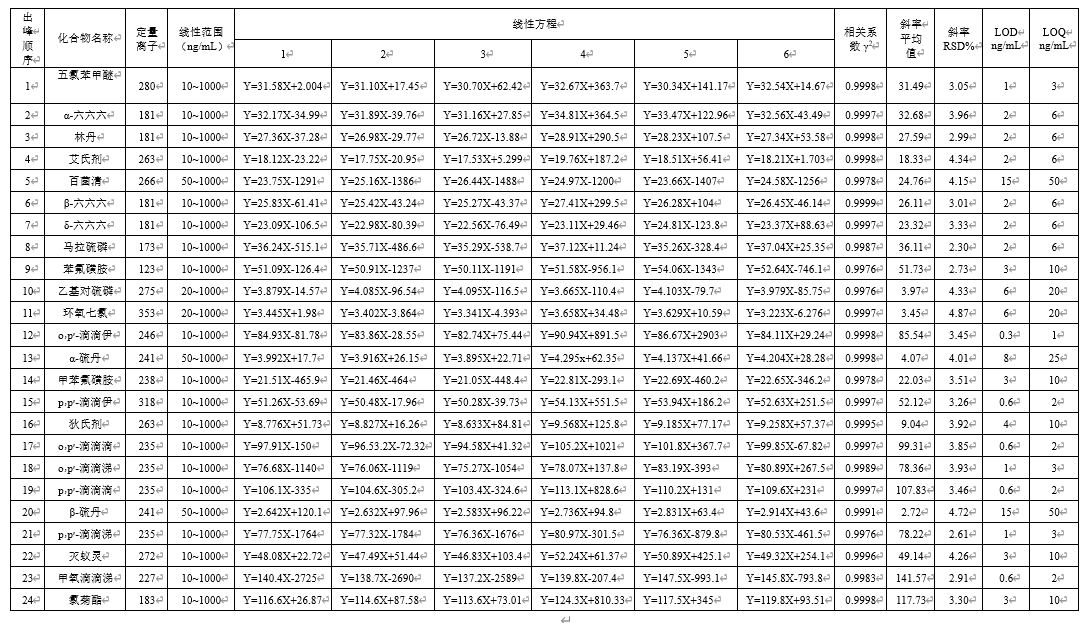 出峰顺序 化合物名称 定量离子 线性范围（ng/mL） 线性方程 相关系数 γ2 斜率平均值 斜率RSD% LOD ng/mL LOQ ng/mL
1 2 3 4 5 6
1 五氯苯甲醚 280 10~1000 Y=31.58X+2.004 Y=31.10X+17.45 Y=30.70X+62.42 Y=32.67X+363.7 Y=30.34X+141.17 Y=32.54X+14.67 0.9998 31.49 3.05 1 3
2 α-六六六 181 10~1000 Y=32.17X-34.99 Y=31.89X-39.76 Y=31.16X+27.85 Y=34.81X+364.5 Y=33.47X+122.96 Y=32.56X-43.49 0.9997 32.68 3.96 2 6
3 林丹 181 10~1000 Y=27.36X-37.28 Y=26.98X-29.77 Y=26.72X-13.88 Y=28.91X+290.5 Y=28.23X+107.5 Y=27.34X+53.58 0.9998 27.59 2.99 2 6
4 艾氏剂 263 10~1000 Y=18.12X-23.22 Y=17.75X-20.95 Y=17.53X+5.299 Y=19.76X+187.2 Y=18.51X+56.41 Y=18.21X+1.703 0.9998 18.33 4.34 2 6
5 百菌清 266 50~1000 Y=23.75X-1291 Y=25.16X-1386 Y=26.44X-1488 Y=24.97X-1200 Y=23.66X-1407 Y=24.58X-1256 0.9978 24.76 4.15 15 50
6 β-六六六 181 10~1000 Y=25.83X-61.41 Y=25.42X-43.24 Y=25.27X-43.37 Y=27.41X+299.5 Y=26.28X+104 Y=26.45X-46.14 0.9999 26.11 3.01 2 6
7 δ-六六六 181 10~1000 Y=23.09X-106.5 Y=22.98X-80.39 Y=22.56X-76.49 Y=23.11X+29.46 Y=24.81X-123.8 Y=23.37X+88.63 0.9997 23.32 3.33 2 6
8 马拉硫磷 173 10~1000 Y=36.24X-515.1 Y=35.71X-486.6 Y=35.29X-538.7 Y=37.12X+11.24 Y=35.26X-328.4 Y=37.04X+25.35 0.9987 36.11 2.30 2 6
9 苯氟磺胺 123 10~1000 Y=51.09X-126.4 Y=50.91X-1237 Y=50.11X-1191 Y=51.58X-956.1 Y=54.06X-1343 Y=52.64X-746.1 0.9976 51.73 2.73 3 10
10 乙基对硫磷 275 20~1000 Y=3.879X-14.57 Y=4.085X-96.54 Y=4.095X-116.5 Y=3.665X-110.4 Y=4.103X-79.7 Y=3.979X-85.75 0.9976 3.97 4.33 6 20
11 环氧七氯 353 20~1000 Y=3.445X+1.98 Y=3.402X-3.864 Y=3.341X-4.393 Y=3.658X+34.48 Y=3.629X+10.59 Y=3.223X-6.276 0.9997 3.45 4.87 6 20
12 o,p'-滴滴伊 246 10~1000 Y=84.93X-81.78 Y=83.86X-28.55 Y=82.74X+75.44 Y=90.94X+891.5 Y=86.67X+2903 Y=84.11X+29.24 0.9998 85.54 3.45 0.3 1
13 α-硫丹 241 50~1000 Y=3.992X+17.7 Y=3.916X+26.15 Y=3.895X+22.71 Y=4.295x+62.35 Y=4.137X+41.66 Y=4.204X+28.28 0.9998 4.07 4.01 8 25
14 甲苯氟磺胺 238 10~1000 Y=21.51X-465.9 Y=21.46X-464 Y=21.05X-448.4 Y=22.81X-293.1 Y=22.69X-460.2 Y=22.65X-346.2 0.9978 22.03 3.51 3 10
15 p,p'-滴滴伊 318 10~1000 Y=51.26X-53.69 Y=50.48X-17.96 Y=50.28X-39.73 Y=54.13X+551.5 Y=53.94X+186.2 Y=52.63X+251.5 0.9997 52.12 3.26 0.6 2
16 狄氏剂 263 10~1000 Y=8.776X+51.73 Y=8.827X+16.26 Y=8.633X+84.81 Y=9.568X+125.8 Y=9.185X+77.17 Y=9.258X+57.37 0.9995 9.04 3.92 4 10
17 o,p'-滴滴滴 235 10~1000 Y=97.91X-150 Y=96.53.2X-72.32 Y=94.58X+41.32 Y=105.2X+1021 Y=101.8X+367.7 Y=99.85X-67.82 0.9997 99.31 3.85 0.6 2
18 o,p'-滴滴涕 235 10~1000 Y=76.68X-1140 Y=76.06X-1119 Y=75.27X-1054 Y=78.07X+137.8 Y=83.19X-393 Y=80.89X+267.5 0.9989 78.36 3.93 1 3
19 p,p'-滴滴滴 235 10~1000 Y=106.1X-335 Y=104.6X-305.2 Y=103.4X-324.6 Y=113.1X+828.6 Y=110.2X+131 Y=109.6X+231 0.9997 107.83 3.46 0.6 2
20 β-硫丹 241 50~1000 Y=2.642X+120.1 Y=2.632X+97.96 Y=2.583X+96.22 Y=2.736X+94.8 Y=2.831X+63.4 Y=2.914X+43.6 0.9991 2.72 4.72 15 50
21 p,p'-滴滴涕 235 10~1000 Y=77.75X-1764 Y=77.32X-1784 Y=76.36X-1676 Y=80.97X-301.5 Y=76.36X-879.8 Y=80.53X-461.5 0.9976 78.22 2.61 1 3
22 灭蚁灵 272 10~1000 Y=48.08X+22.72 Y=47.49X+51.44 Y=46.83X+103.4 Y=52.24X+61.37 Y=50.89X+425.1 Y=49.32X+254.1 0.9996 49.14 4.26 3 10
23 甲氧滴滴涕 227 10~1000 Y=140.4X-2725 Y=138.7X-2690 Y=137.2X-2589 Y=139.8X-207.4 Y=147.5X-993.1 Y=145.8X-793.8 0.9983 141.57 2.91 0.6 2
24 氯菊酯 183 10~1000 Y=116.6X+26.87 Y=114.6X+87.58 Y=113.6X+73.01 Y=124.3X+810.33 Y=117.5X+345 Y=119.8X+93.51 0.9998 117.73 3.30 3 10